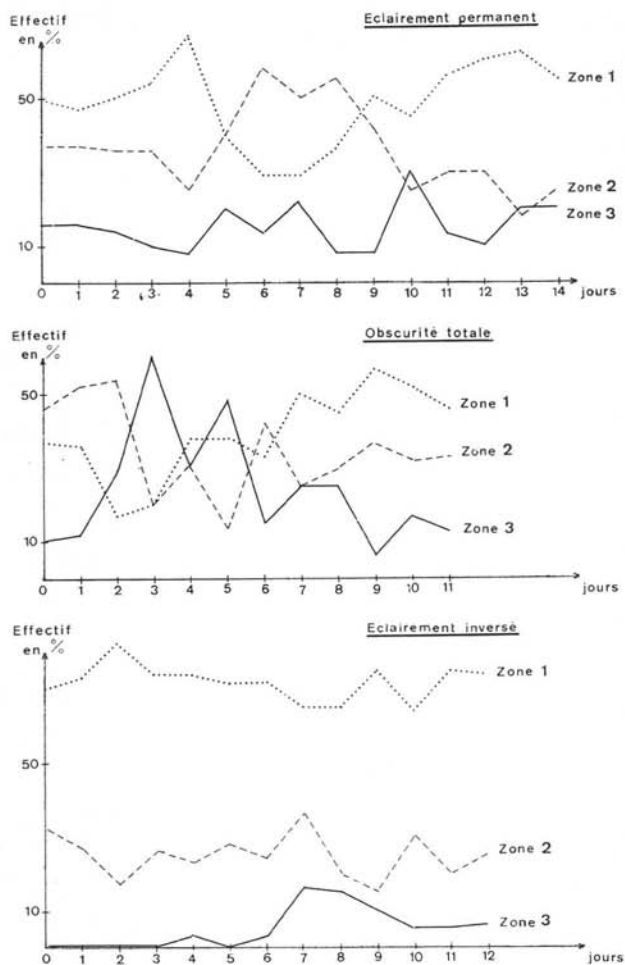 Effectif
en %
Eclairement permanent
50
10
Zone 1
Zone 2
Zone 3
0 1 2 3 4 5 6 7 8 9 10 11 12 13 14 jours
Effectif
en %
Obscurité totale
50
10
Zone 1
Zone 2
Zone 3
0 1 2 3 4 5 6 7 8 9 10 11 jours
Effectif
en %
Eclairement inversé
50
10
Zone 1
Zone 2
Zone 3
0 1 2 3 4 5 6 7 8 9 10 11 12 jours